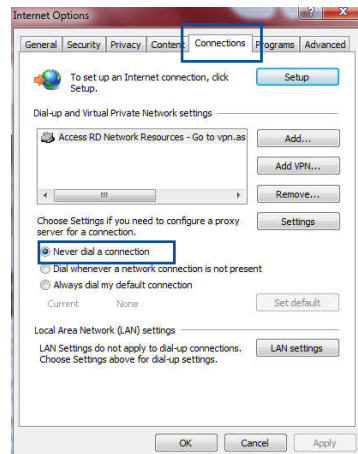 Internet Options
General Security Privacy Content Connections Programs Advanced
To set up an Internet connection, click
Setup.
Setup
Dial-up and Virtual Private Network settings
Access RD Network Resources - Go to vpn.as
Add...
Add VPN...
Remove...
Choose Settings if you need to configure a proxy
server for a connection.
Settings
Never dial a connection
Dial whenever a network connection is not present
Always dial my default connection
Current None
Set default
Local Area Network (LAN) settings
LAN Settings do not apply to dial-up connections.
Choose Settings above for dial-up settings.
LAN settings
OK Cancel Apply